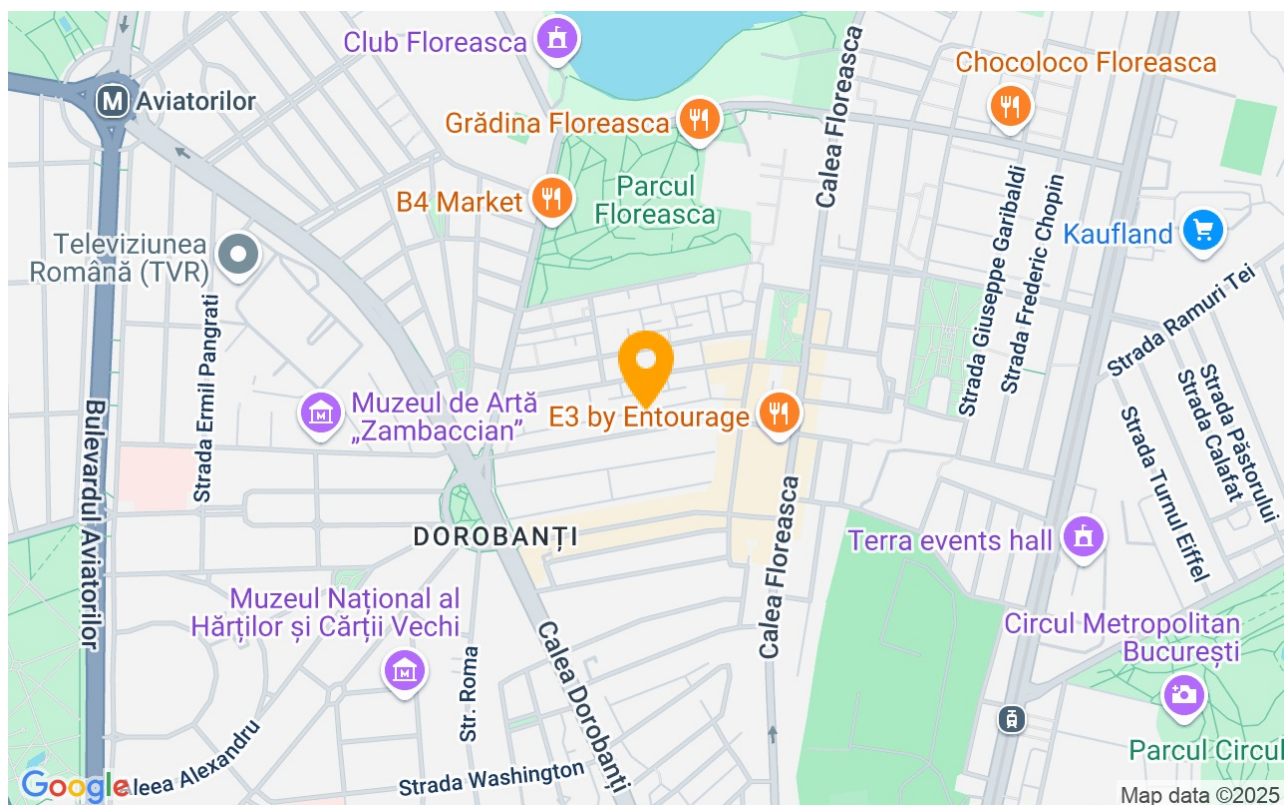 Club Floreasca
Calea Floreasca
Chocoloco Floreasca
M Aviatorilor
Grădina Floreasca
Parcul
Floreasca
B4 Market
Strada Giuseppe Garibaldi
Strada Frederic Chopin
Kaufland
Televiziunea
Română (TVR)
Strada Ramuri Tei
Strada Ermil Pangrati
Muzeul de Artă
„Zambaccian”
E3 by Entourage
Strada Păstorului
Strada Calafat
Strada Turnul Eiffel
Bulevardul Aviatorilor
DOROBANȚI
Calea Floreasca
Terra events hall
Muzeul Național al
Hărților și Cărții Vechi
Circul Metropolitan
București
Str. Roma
Calea Dorobanți
Aleea Alexandru
Strada Washington
Parcul Circul
Google
Map data ©2025